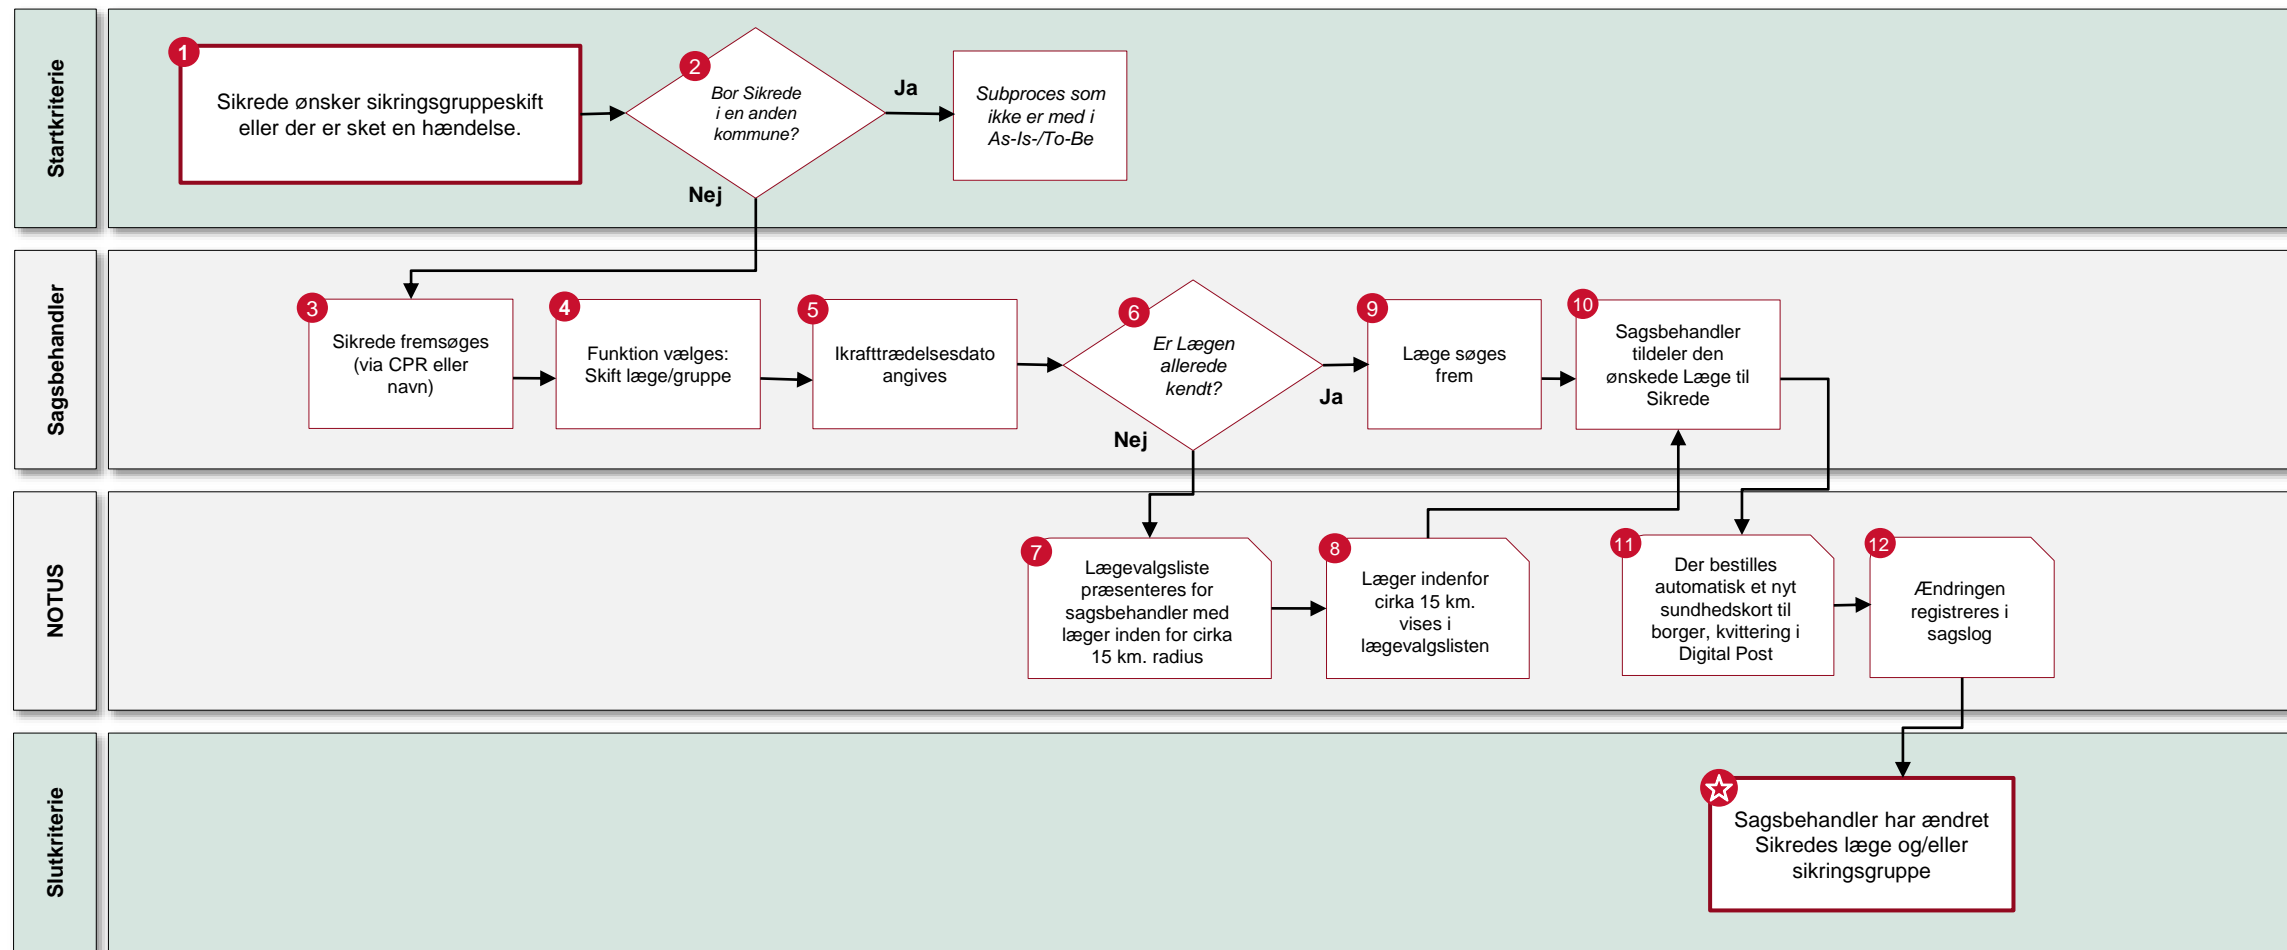 Startkriterie
1
Sikrede ønsker sikringsgruppeskift
eller der er sket en hændelse.
2
Bor Sikrede
i en anden
kommune?
Ja
Nej
Subproces som
ikke er med i
As-Is-/To-Be
Sagsbehandler
3
Sikrede fremsøges
(via CPR eller
navn)
4
Funktion vælges:
Skift læge/gruppe
5
Ikrafttrædelsesdato
angives
6
Er Lægen
allerede
kendt?
Ja
Nej
9
Læge søges
frem
10
Sagsbehandler
tildeler den
ønskede Læge til
Sikrede
NOTUS
7
Lægevalgsliste
præsenteres for
sagsbehandler med
læger inden for cirka
15 km. radius
8
Læger indenfor
cirka 15 km.
vises i
lægevalgslisten
11
Der bestilles
automatisk et nyt
sundhedskort til
borger, kvittering i
Digital Post
12
Ændringen
registreres i
sagslog
Slutkriterie
Sagsbehandler har ændret
Sikredes læge og/eller
sikringsgruppe